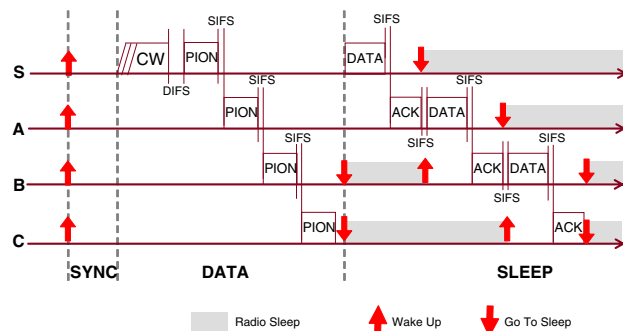 SIFS
SIFS
S
CW
PION
DATA
DIFS
SIFS
SIFS
SIFS
A
PION
ACK
DATA
SIFS
SIFS
SIFS
B
PION
ACK
DATA
SIFS
C
PION
ACK
SYNC
DATA
SLEEP
Radio Sleep
Wake Up
Go To Sleep